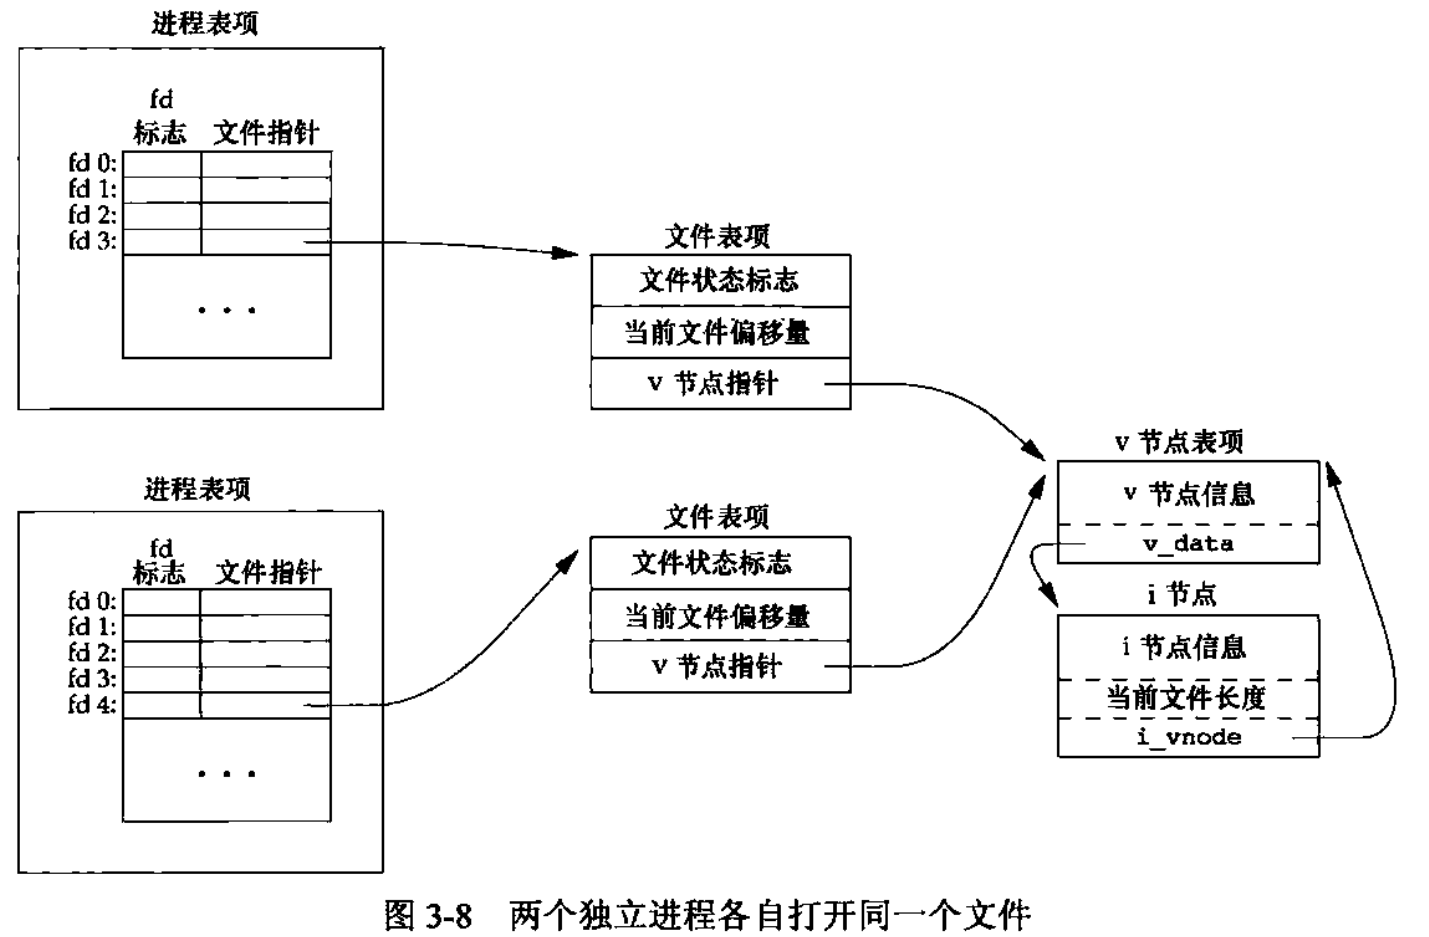 进程表项
fd
标志 文件指针
fd 0:
fd 1:
fd 2:
fd 3:
. . .
文件表项
文件状态标志
当前文件偏移量
v 节点指针
进程表项
fd
标志 文件指针
fd 0:
fd 1:
fd 2:
fd 3:
fd 4:
. . .
文件表项
文件状态标志
当前文件偏移量
v 节点指针
v 节点表项
v 节点信息
v_data
i 节点
i 节点信息
当前文件长度
i_vnode
图 3-8 两个独立进程各自打开同一个文件